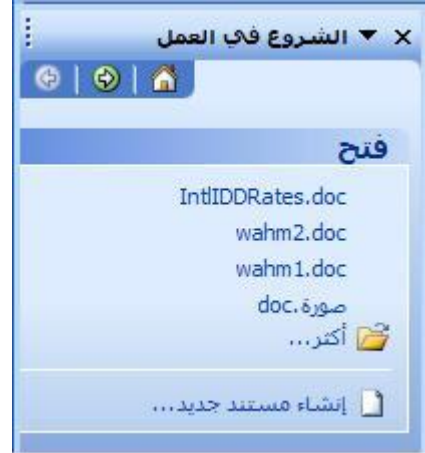 الشروع في العمل
فتح
IntlIDDRates.doc
wahm2.doc
wahm1.doc
صورة.doc
أكثر...
إنشاء مستند جديد...